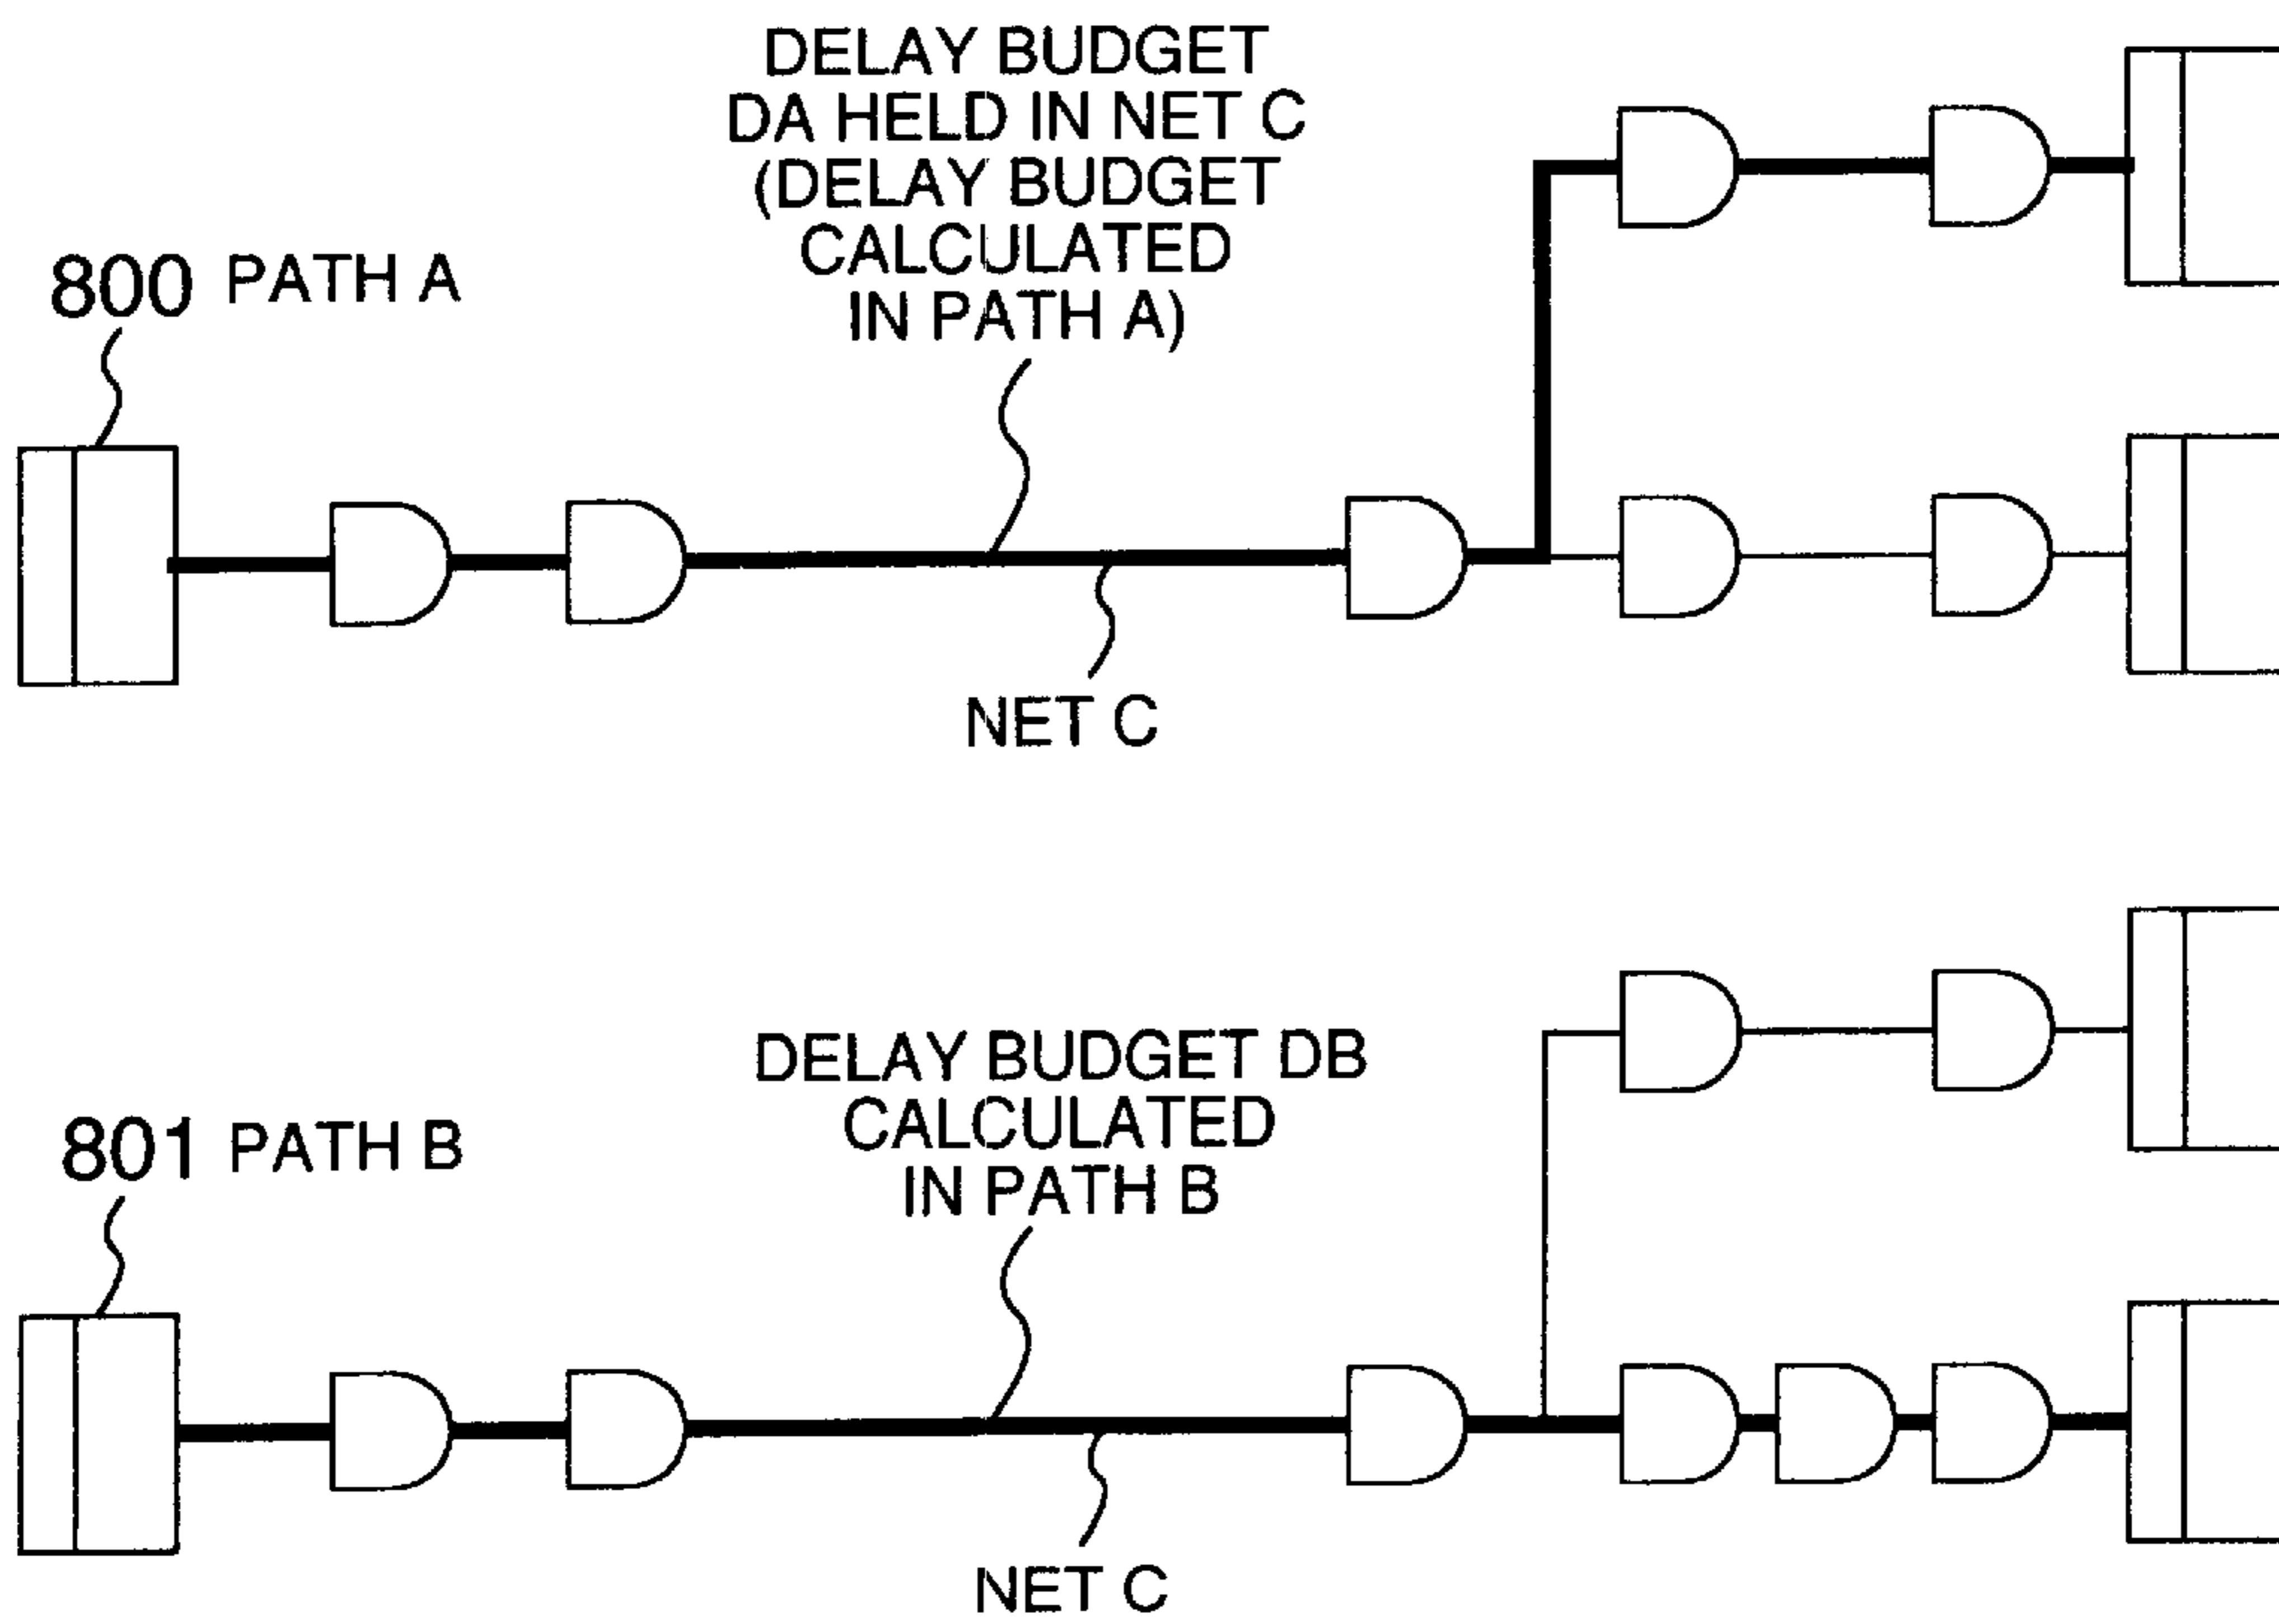 DELAY BUDGET
DA HELD IN NET C
(DELAY BUDGET
CALCULATED
IN PATH A)
800 PATH A
NET C
DELAY BUDGET DB
CALCULATED
IN PATH B
801 PATH B
NET C